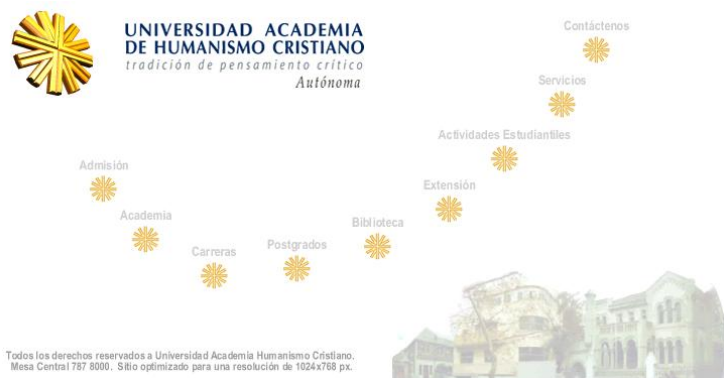 UNIVERSIDAD ACADEMIA
DE HUMANISMO CRISTIANO
tradición de pensamiento crítico
Autónoma
Contáctenos
Servicios
Actividades Estudiantiles
Admisión
Extensión
Academia
Biblioteca
Carreras
Postgrados
Todos los derechos reservados a Universidad Academia Humanismo Cristiano.
Mesa Central 787 8000. Sitio optimizado para una resolución de 1024x768 px.